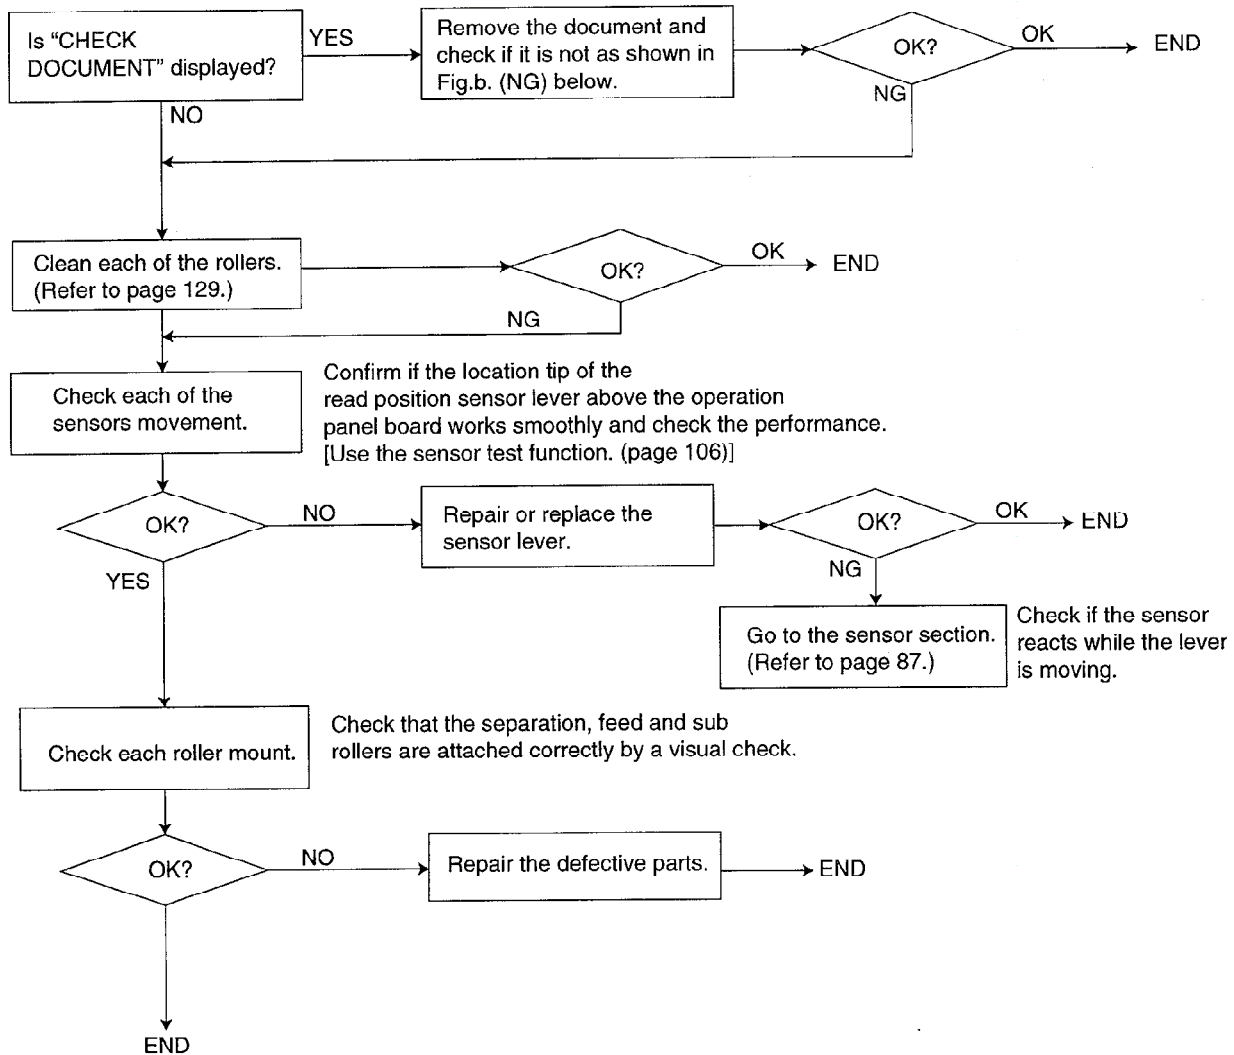 Is “CHECK
DOCUMENT” displayed?
YES
Remove the document and
check if it is not as shown in
Fig.b. (NG) below.
OK?
OK
END
NG
NO
Clean each of the rollers.
(Refer to page 129.)
OK?
OK
END
NG
Check each of the
sensors movement.
Confirm if the location tip of the
read position sensor lever above the operation
panel board works smoothly and check the performance.
[Use the sensor test function. (page 106)]
OK?
NO
Repair or replace the
sensor lever.
OK?
OK
END
YES
NG
Go to the sensor section.
(Refer to page 87.)
Check if the sensor
reacts while the lever
is moving.
Check each roller mount.
Check that the separation, feed and sub
rollers are attached correctly by a visual check.
OK?
NO
Repair the defective parts.
END
END